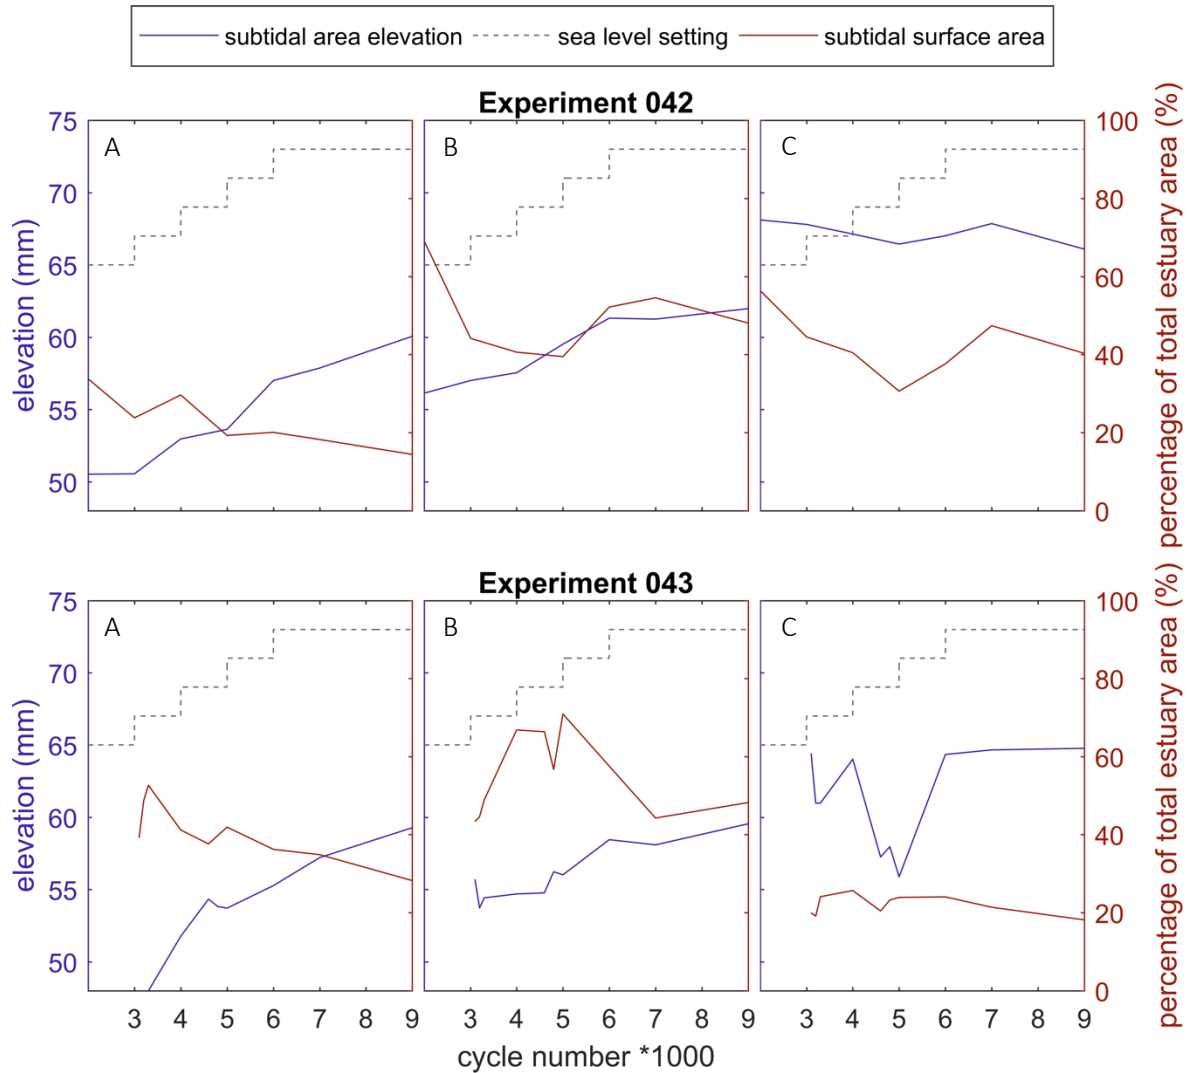 subtidal area elevation sea level setting subtidal surface area
Experiment 042
75 70 65 60 55 50
elevation (mm)
A B C
100 80 60 40 20 0
percentage of total estuary area (%)
Experiment 043
75 70 65 60 55 50
elevation (mm)
A B C
100 80 60 40 20 0
percentage of total estuary area (%)
3 4 5 6 7 8 9 3 4 5 6 7 8 9 3 4 5 6 7 8 9
cycle number *1000